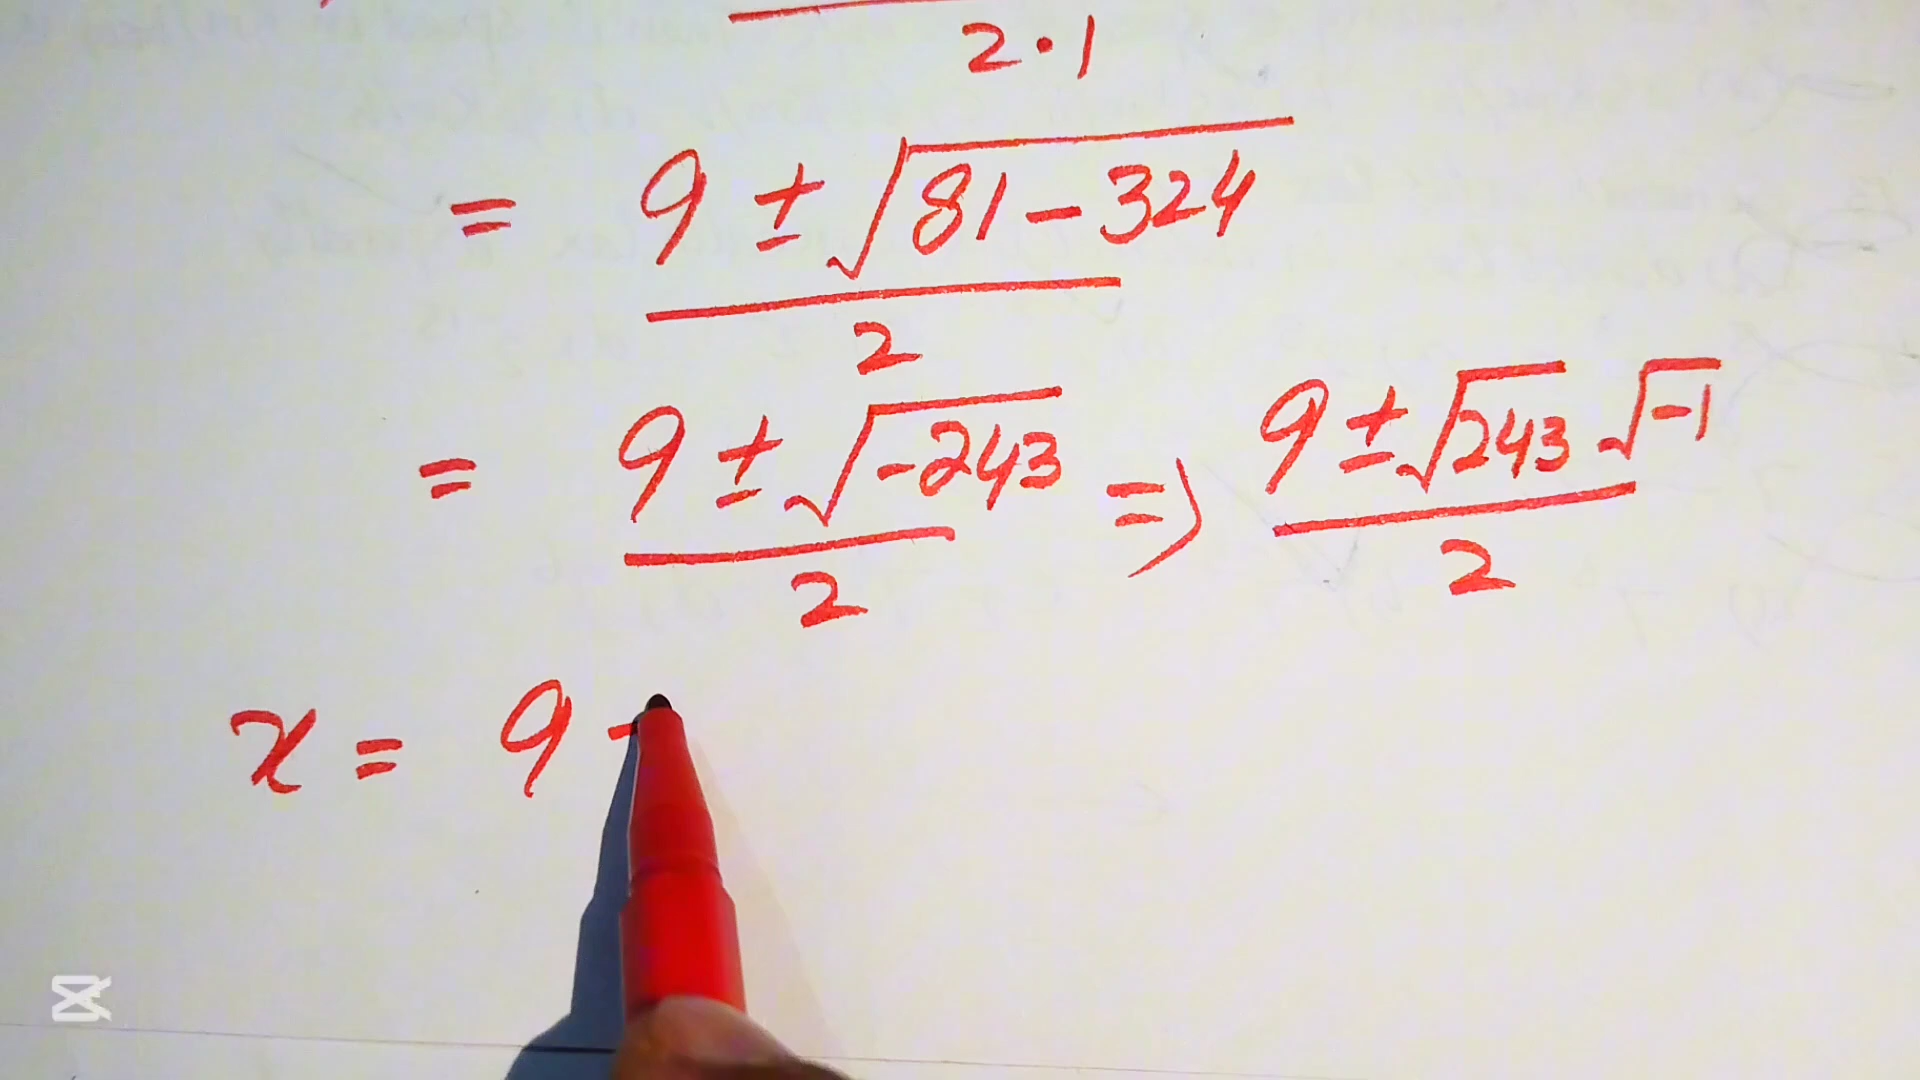 2·1
= 9 ± √81 - 324
2
= 9 ± √-243 => 9 ± √243 √-1
2 2
x = 9 -